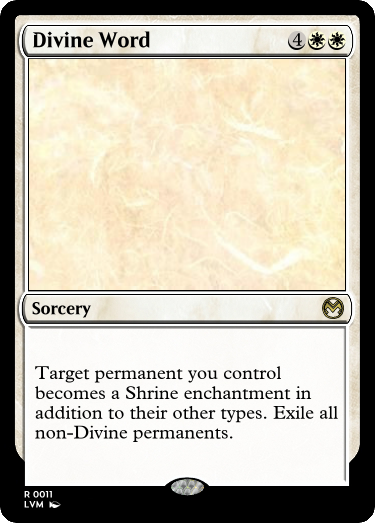 Divine Word 4
Sorcery
Target permanent you control
becomes a Shrine enchantment in
addition to their other types. Exile all
non-Divine permanents.
R 0011
LVM